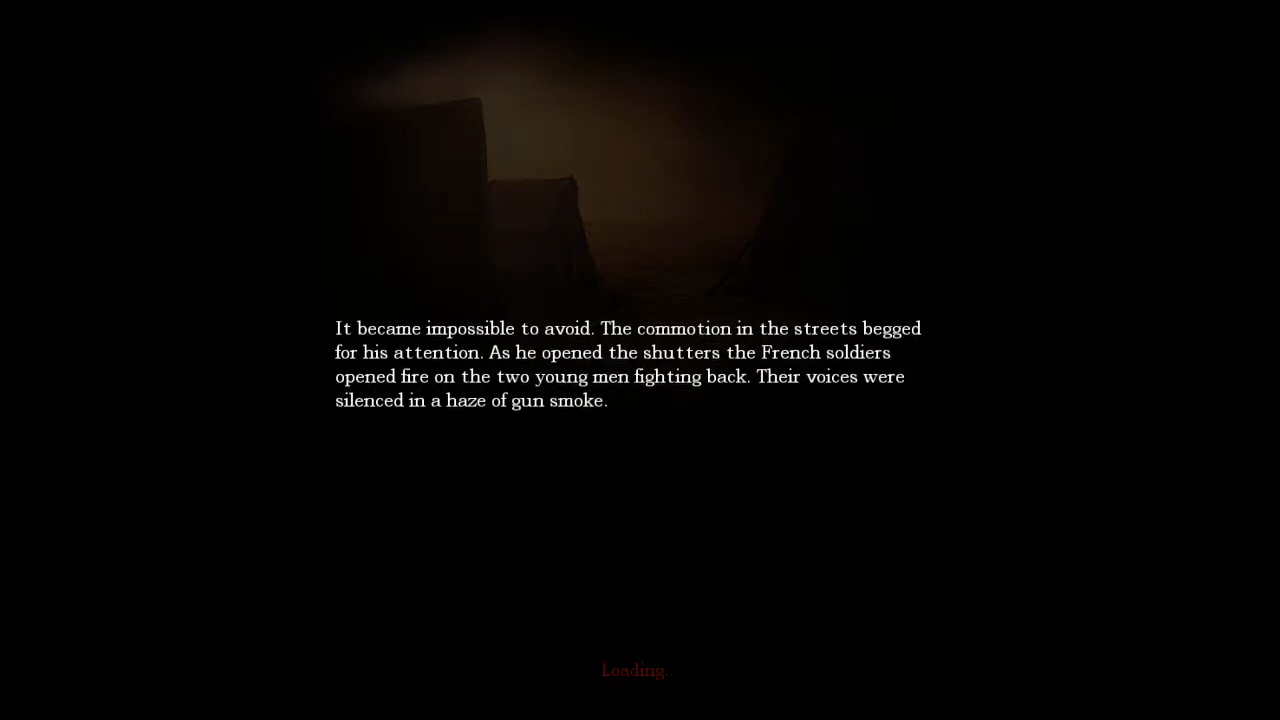 It became impossible to avoid. The commotion in the streets begged
for his attention. As he opened the shutters the French soldiers
opened fire on the two young men fighting back. Their voices were
silenced in a haze of gun smoke.
Loading..